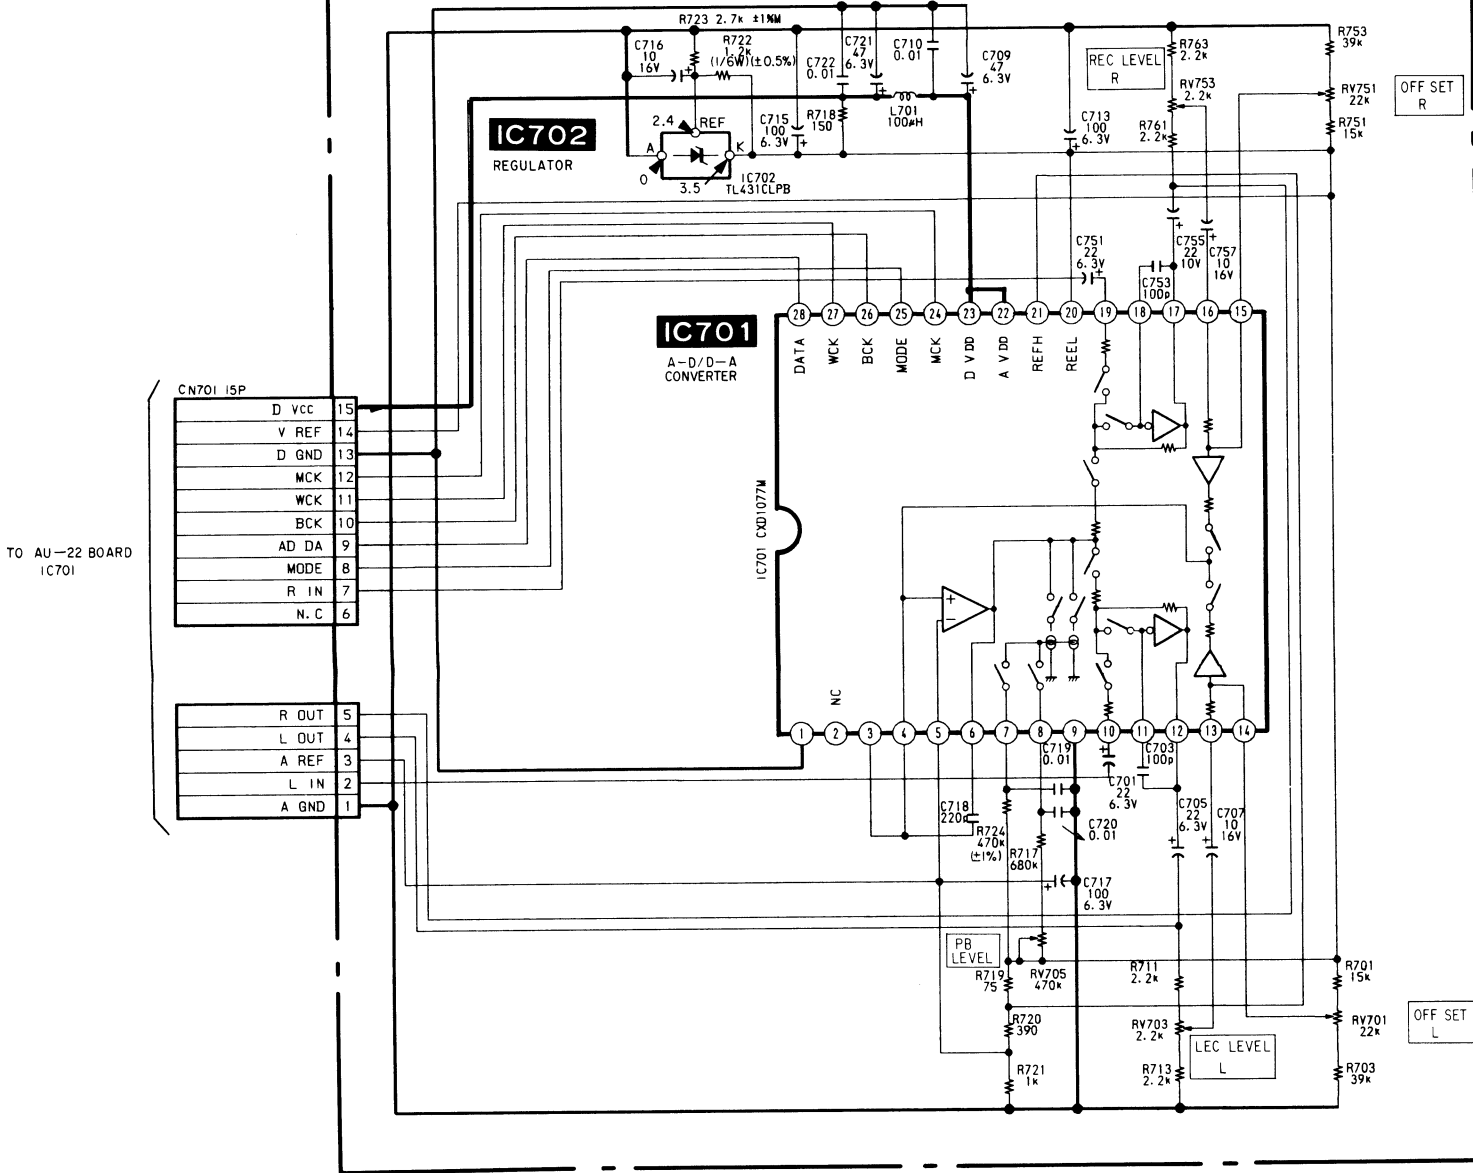 R723 2.7k ±1%M
C716
10
16V
R722
1.2k
(1/6W)(±0.5%)
C722
0.01
C721
47
6.3V
C710
0.01
C709
47
6.3V
REC LEVEL
R
R763
2.2k
RV753
2.2k
R761
2.2k
R753
39k
RV751
22k
R751
15k
OFF SET
R
IC702
REGULATOR
2.4
REF
A
K
0
3.5
IC702
TL431CLPB
C715
100
6.3V
R718
150
L701
100μH
C713
100
6.3V
C751
22
6.3V
C753
100p
C755
22
10V
C757
10
16V
IC701
A-D/D-A
CONVERTER
28 27 26 25 24 23 22 21 20 19 18 17 16 15
DATA
WCK
BCK
MODE
MCK
D VDD
A VDD
REFH
REEL
IC701 CXD1077M
+
−
NC
1 2 3 4 5 6 7 8 9 10 11 12 13 14
TO AU-22 BOARD
IC701
CN701 15P
D VCC 15
V REF 14
D GND 13
MCK 12
WCK 11
BCK 10
AD DA 9
MODE 8
R IN 7
N.C 6
R OUT 5
L OUT 4
A REF 3
L IN 2
A GND 1
C719
0.01
C703
100p
C701
22
6.3V
C718
220p
R724
470k
(±1%)
R717
680k
C720
0.01
C705
22
6.3V
C707
10
16V
C717
100
6.3V
PB
LEVEL
R719
75
RV705
470k
R720
390
R721
1k
R711
2.2k
RV703
2.2k
R713
2.2k
LEC LEVEL
L
R701
15k
RV701
22k
R703
39k
OFF SET
L